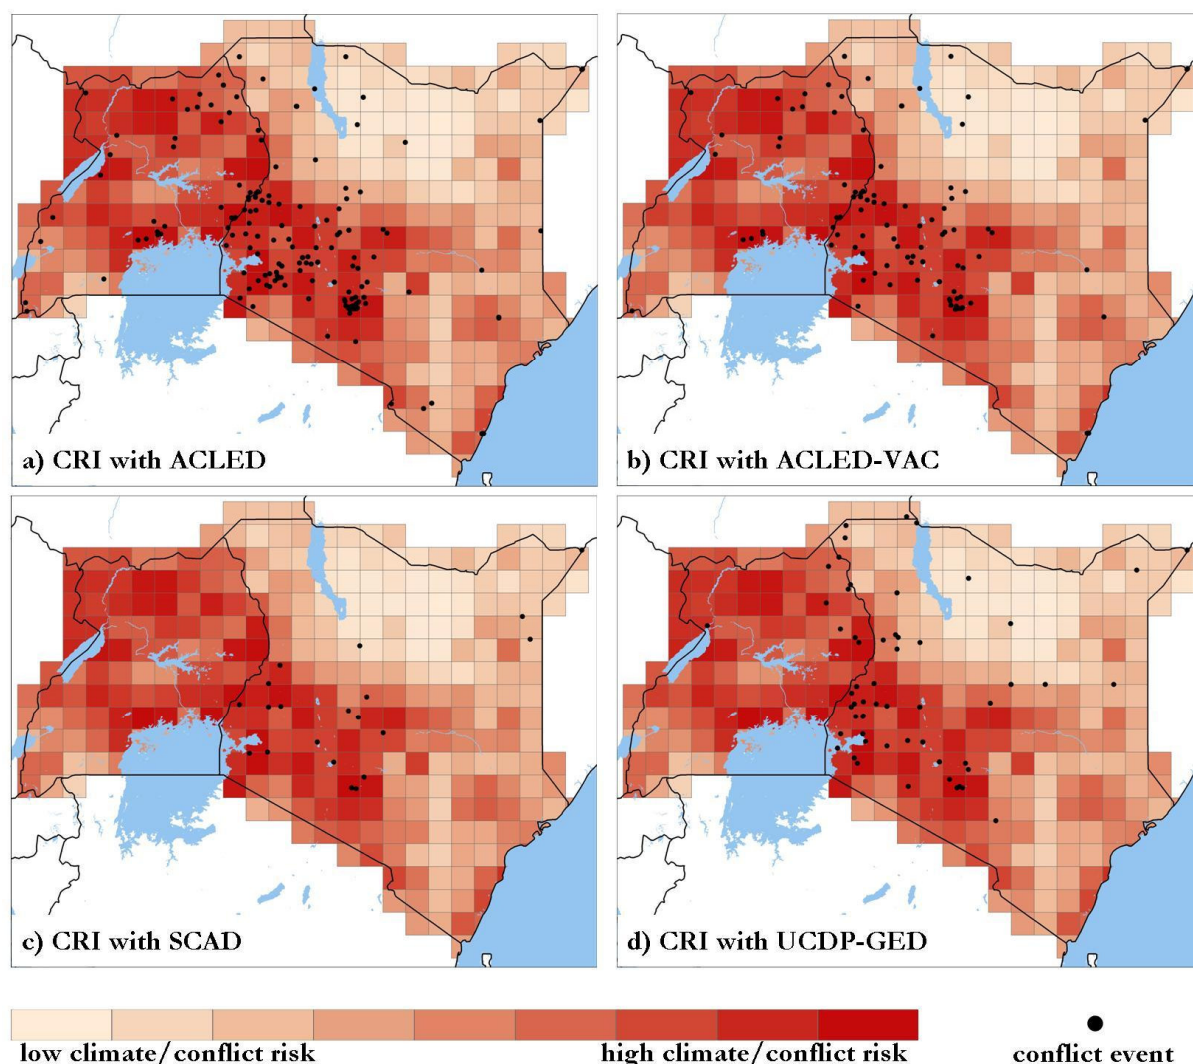 a) CRI with ACLED
b) CRI with ACLED-VAC
c) CRI with SCAD
d) CRI with UCDP-GED
low climate/conflict risk
high climate/conflict risk
conflict event